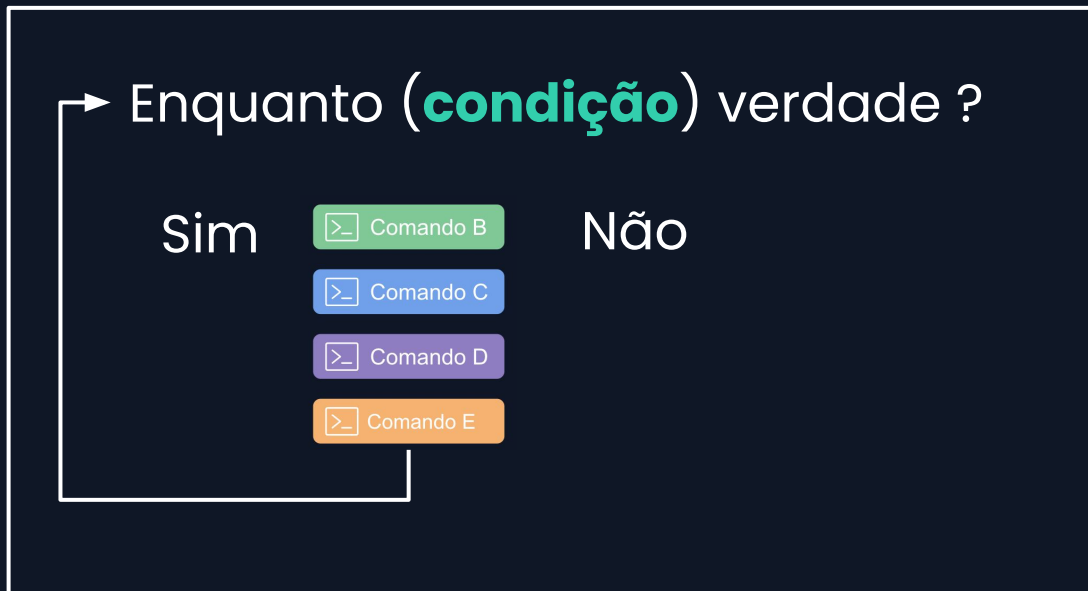 Enquanto (condição) verdade ?
Sim
Não
>_ Comando B
>_ Comando C
>_ Comando D
>_ Comando E